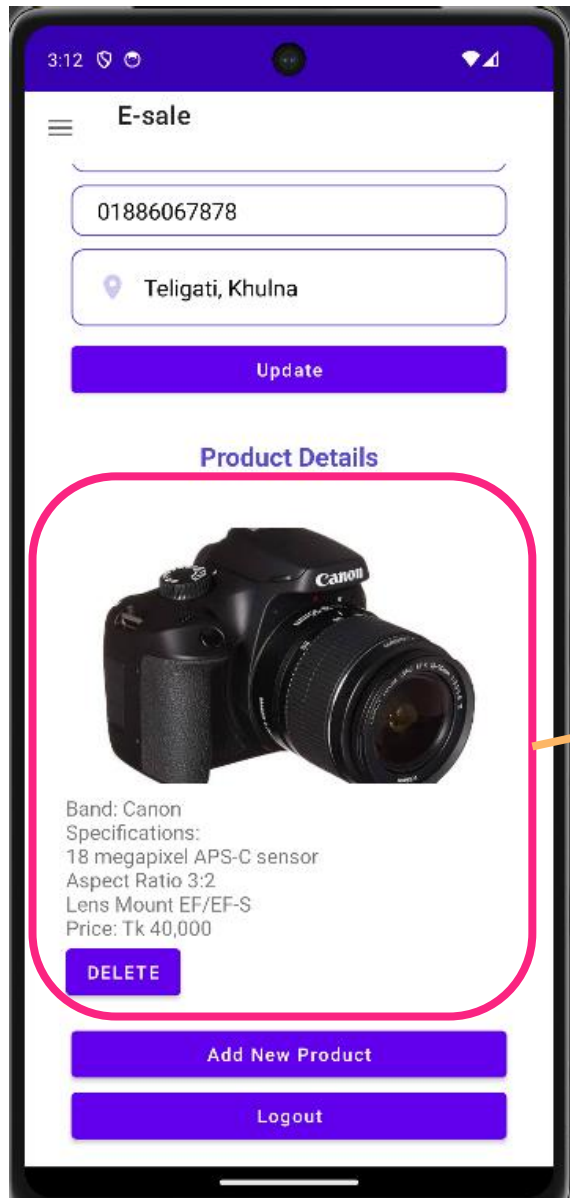 3:12
E-sale
01886067878
Teligati, Khulna
Update
Product Details
Canon
Band: Canon
Specifications:
18 megapixel APS-C sensor
Aspect Ratio 3:2
Lens Mount EF/EF-S
Price: Tk 40,000
DELETE
Add New Product
Logout